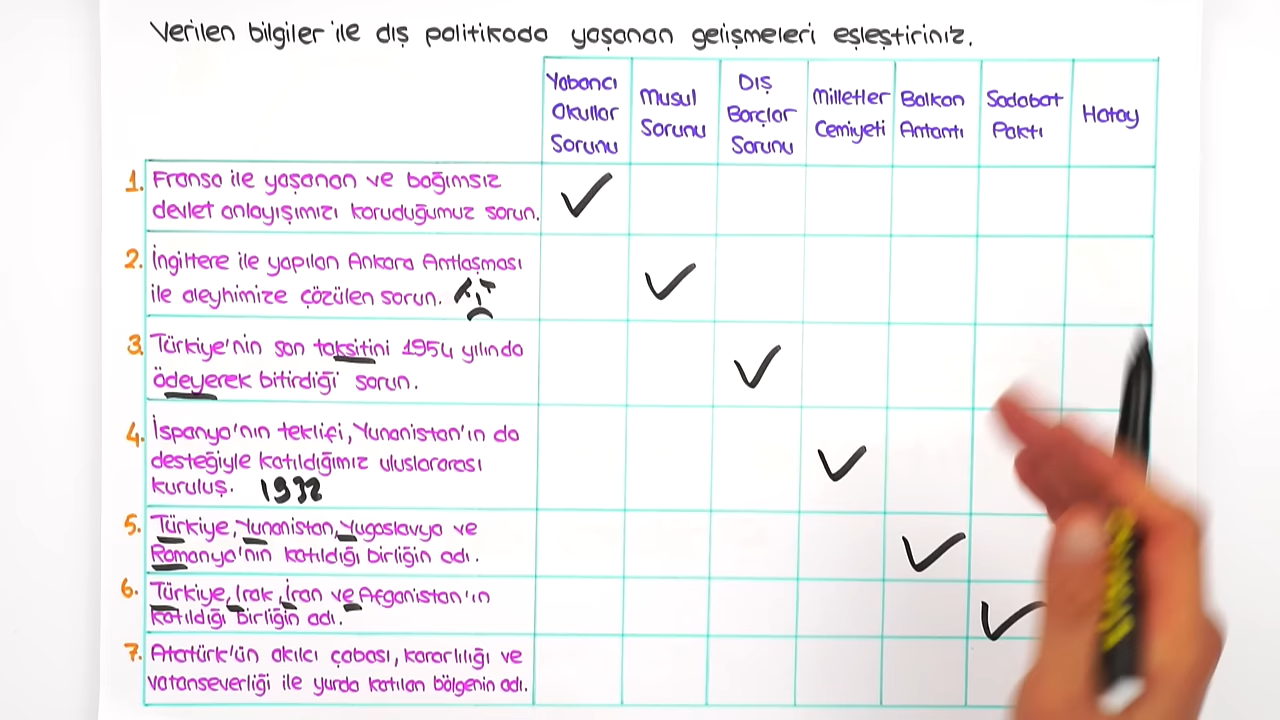 Verilen bilgiler ile dış politikada yaşanan gelişmeleri eşleştiriniz.
Yabancı Okullar Sorunu
Musul Sorunu
Dış Borçlar Sorunu
Milletler Cemiyeti
Balkan Antantı
Sadabat Paktı
Hatay
1. Fransa ile yaşanan ve bağımsız
devlet anlayışımızı koruduğumuz sorun.
2. İngiltere ile yapılan Ankara Antlaşması
ile aleyhimize çözülen sorun.
3. Türkiye'nin son taksitini 1954 yılında
ödeyerek bitirdiği sorun.
4. İspanya'nın teklifi, Yunanistan'ın da
desteğiyle katıldığımız uluslararası
kuruluş. 1932
5. Türkiye, Yunanistan, Yugoslavya ve
Romanya'nın katıldığı birliğin adı.
6. Türkiye, Irak, İran ve Afganistan'ın
katıldığı birliğin adı.
7. Atatürk'ün akılcı çabası, kararlılığı ve
vatanseverliği ile yurda katılan bölgenin adı.